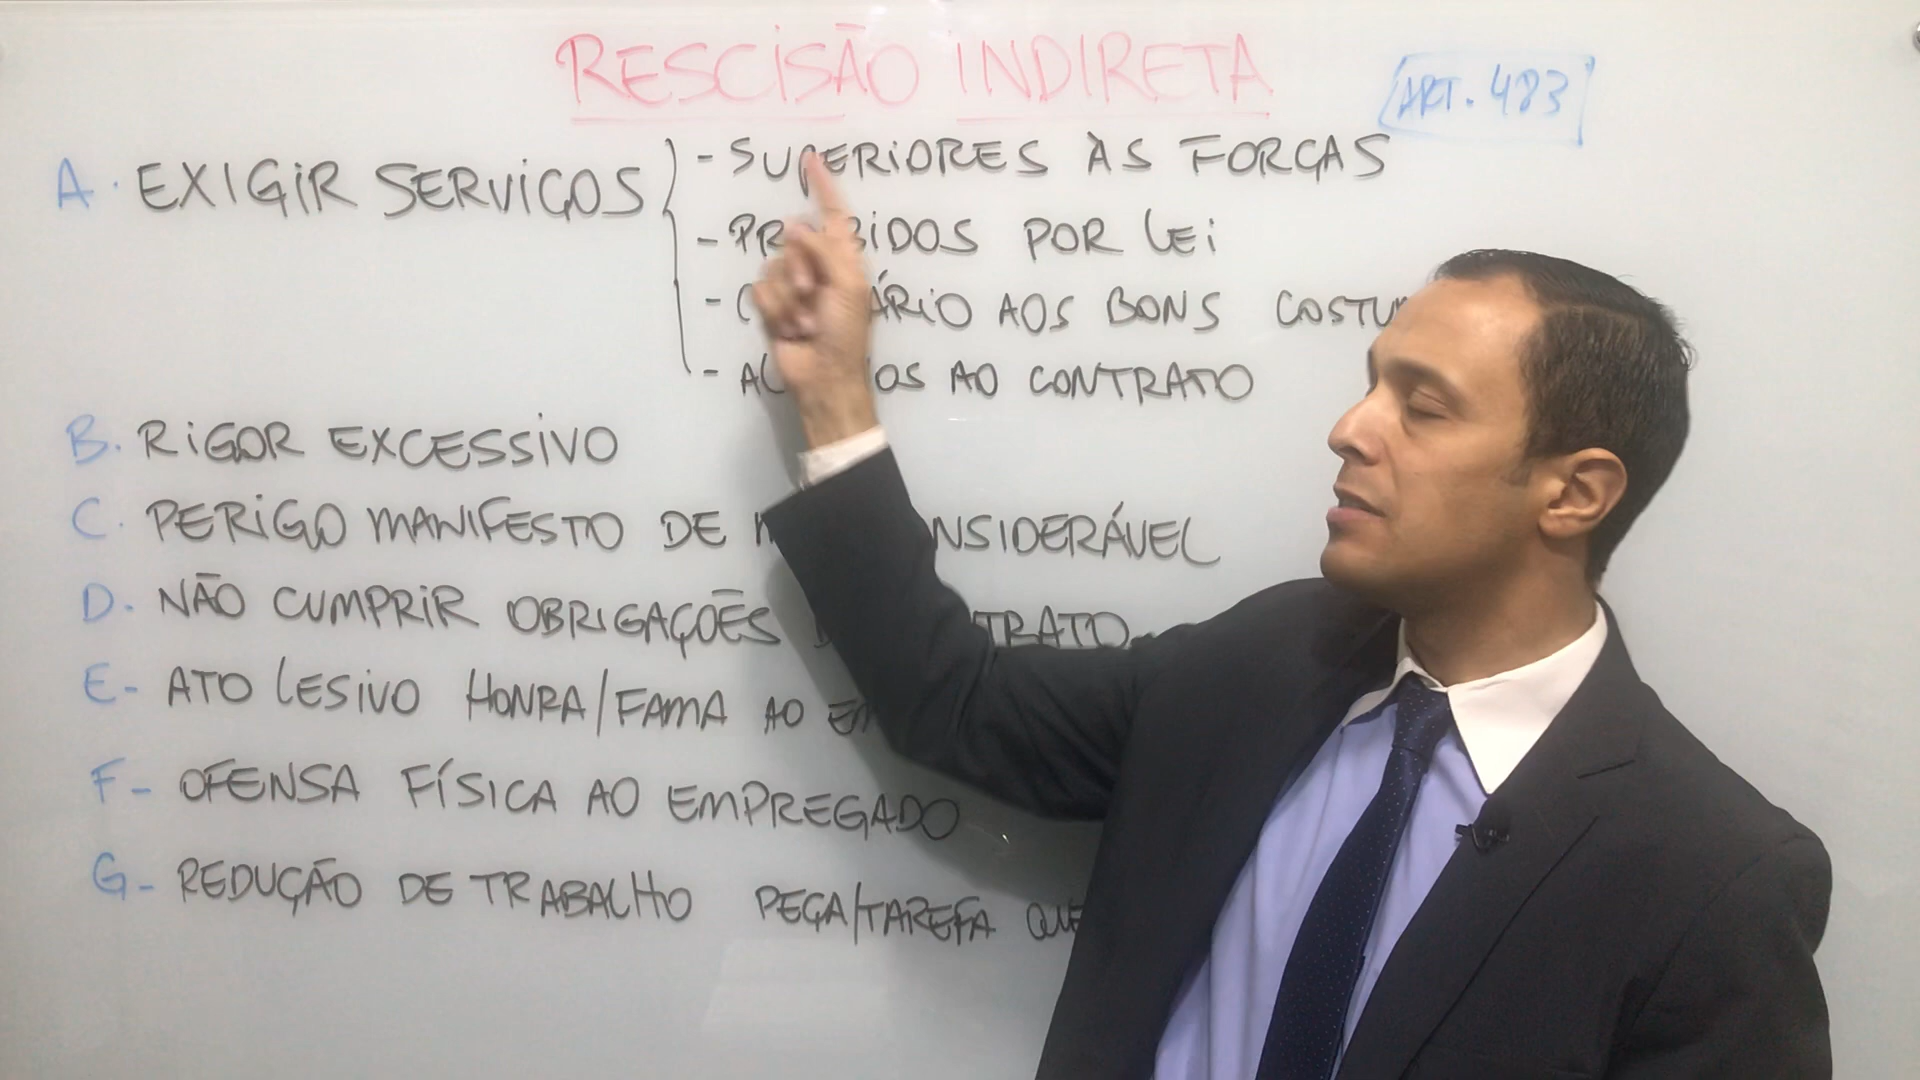 RESCISÃO INDIRETA
ART. 483
A. EXIGIR SERVIÇOS
- SUPERIORES ÀS FORÇAS
- POR LEI
- AOS BONS
- AO CONTRATO
B. RIGOR EXCESSIVO
C. PERIGO MANIFESTO DE
D. NÃO CUMPRIR OBRIGAÇÕES
E- ATO LESIVO HONRA/FAMA AO
F- OFENSA FÍSICA AO EMPREGADO
G- REDUÇÃO DE TRABALHO PEÇA/TAREFA